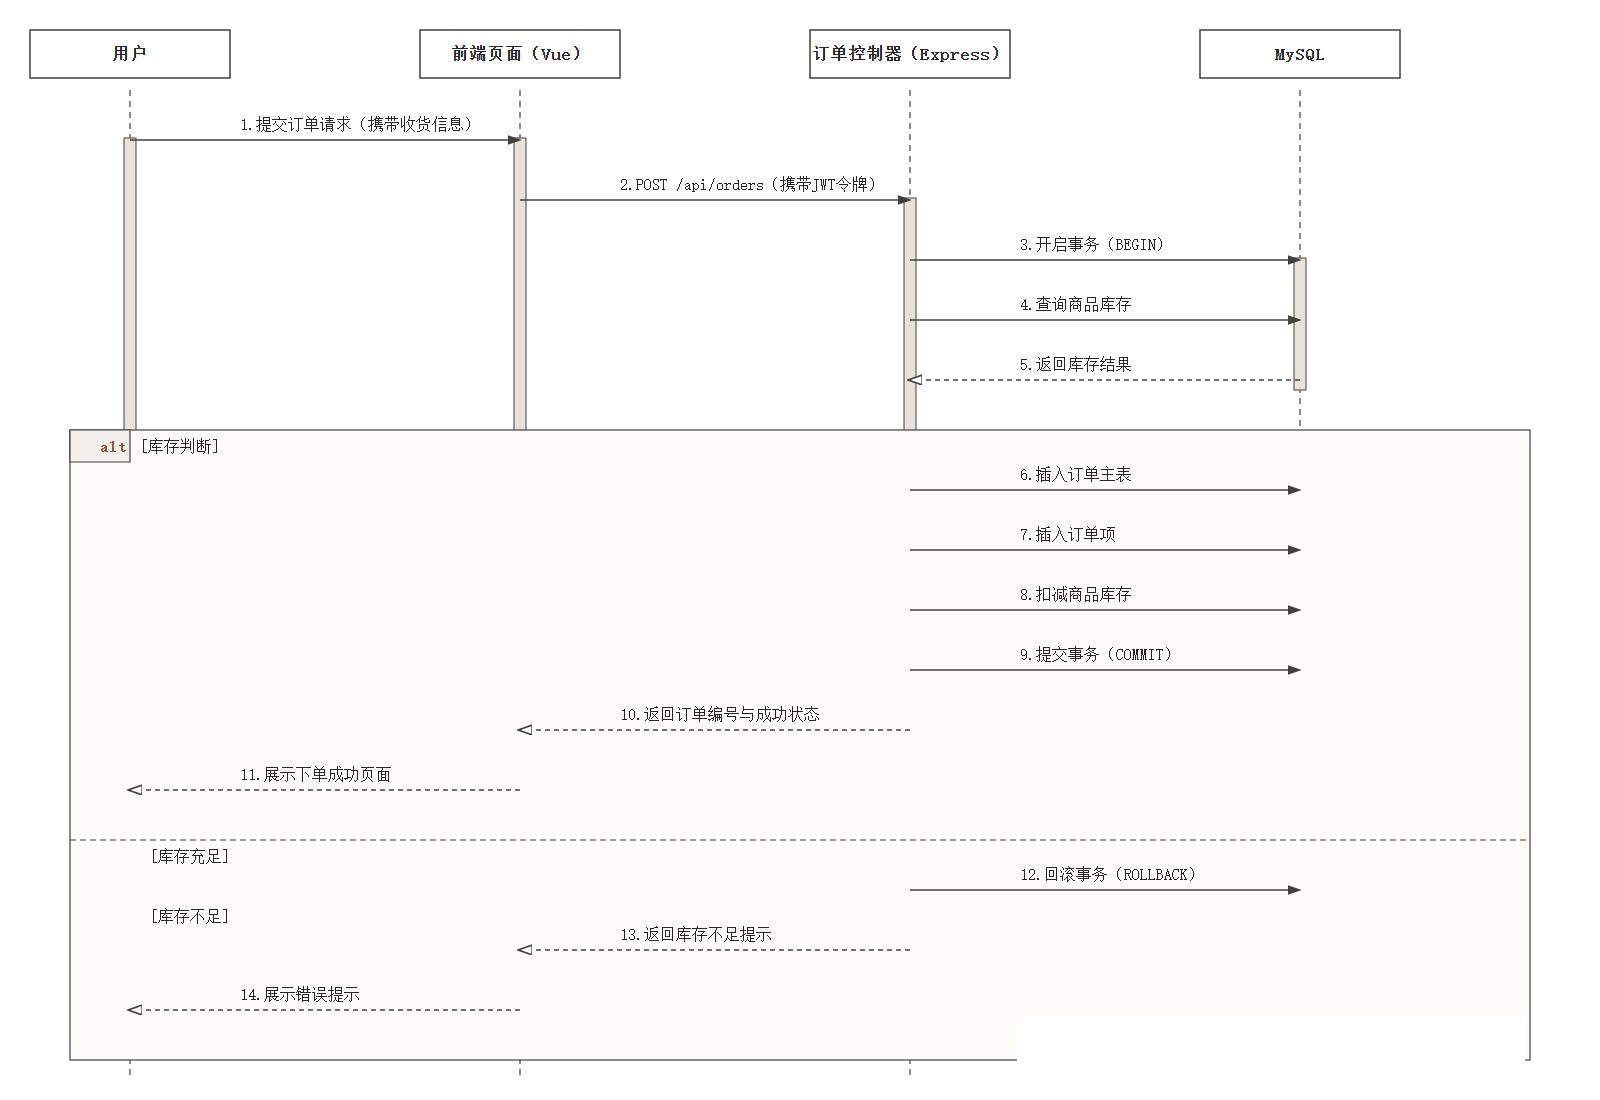 用户
前端页面（Vue）
订单控制器（Express）
MySQL
1.提交订单请求（携带收货信息）
2.POST /api/orders（携带JWT令牌）
3.开启事务（BEGIN）
4.查询商品库存
5.返回库存结果
alt [库存判断]
6.插入订单主表
7.插入订单项
8.扣减商品库存
9.提交事务（COMMIT）
10.返回订单编号与成功状态
11.展示下单成功页面
[库存充足]
12.回滚事务（ROLLBACK）
[库存不足]
13.返回库存不足提示
14.展示错误提示